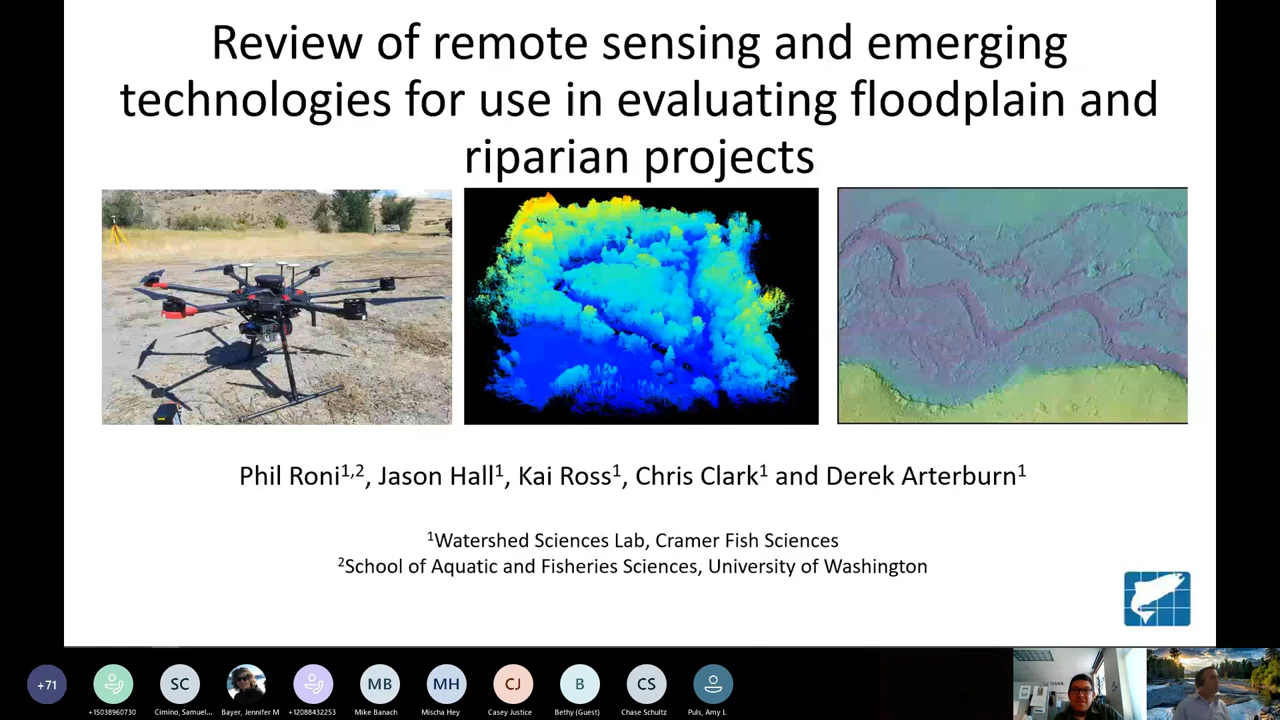 Review of remote sensing and emerging
technologies for use in evaluating floodplain and
riparian projects
Phil Roni1,2, Jason Hall1, Kai Ross1, Chris Clark1 and Derek Arterburn1
1Watershed Sciences Lab, Cramer Fish Sciences
2School of Aquatic and Fisheries Sciences, University of Washington
+71
SC
MB
MH
CJ
B
CS
+15038960730
Cimino, Samuel...
Bayer, Jennifer M
+12088432253
Mike Banach
Mischa Hey
Casey Justice
Bethy (Guest)
Chase Schultz
Puls, Amy L